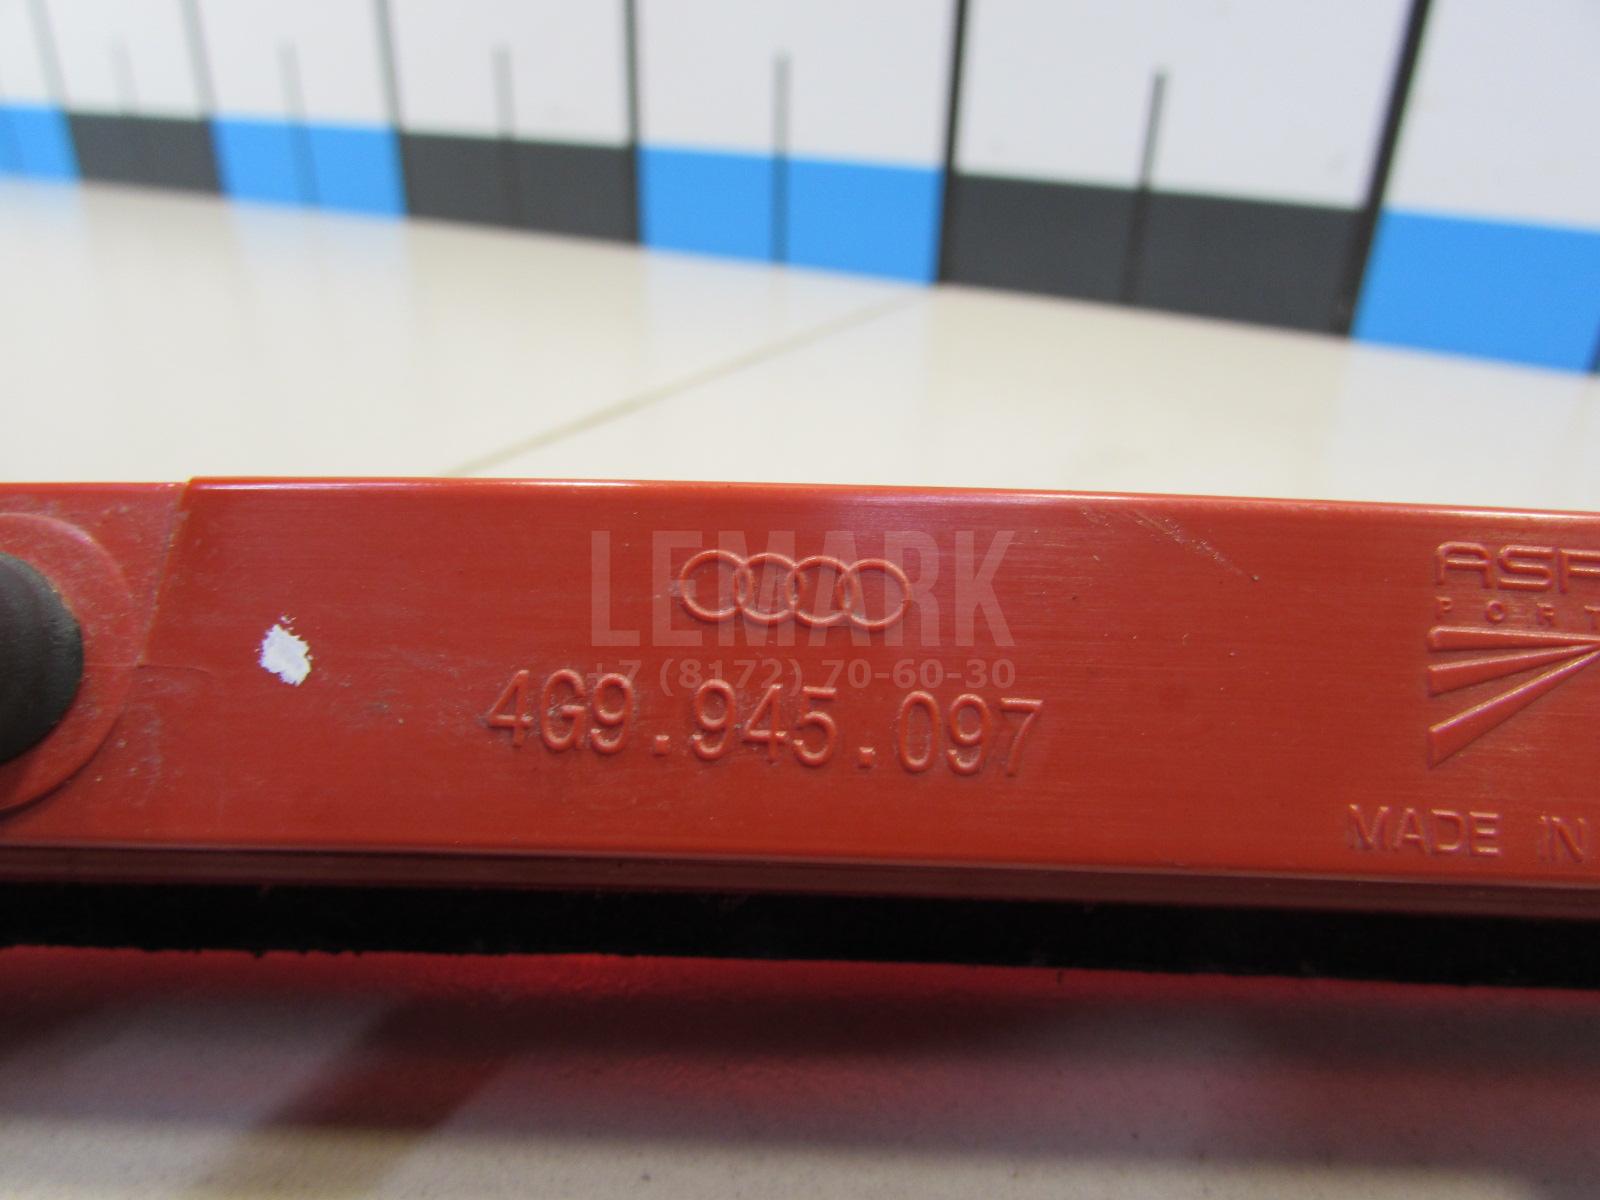 LEMARK
+7 (8172) 70-60-30
4G9.945.097
MADE IN